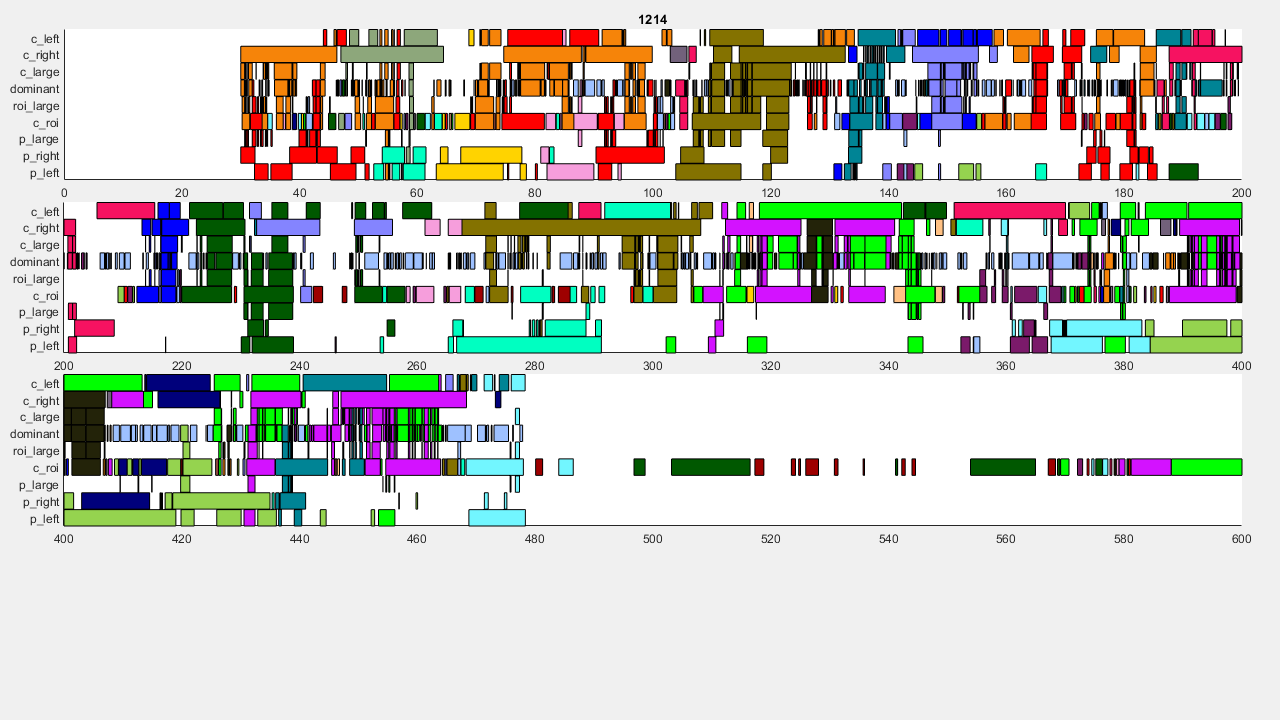 1214
c_left
c_right
c_large
dominant
roi_large
c_roi
p_large
p_right
p_left
0 20 40 60 80 100 120 140 160 180 200
c_left
c_right
c_large
dominant
roi_large
c_roi
p_large
p_right
p_left
200 220 240 260 280 300 320 340 360 380 400
c_left
c_right
c_large
dominant
roi_large
c_roi
p_large
p_right
p_left
400 420 440 460 480 500 520 540 560 580 600